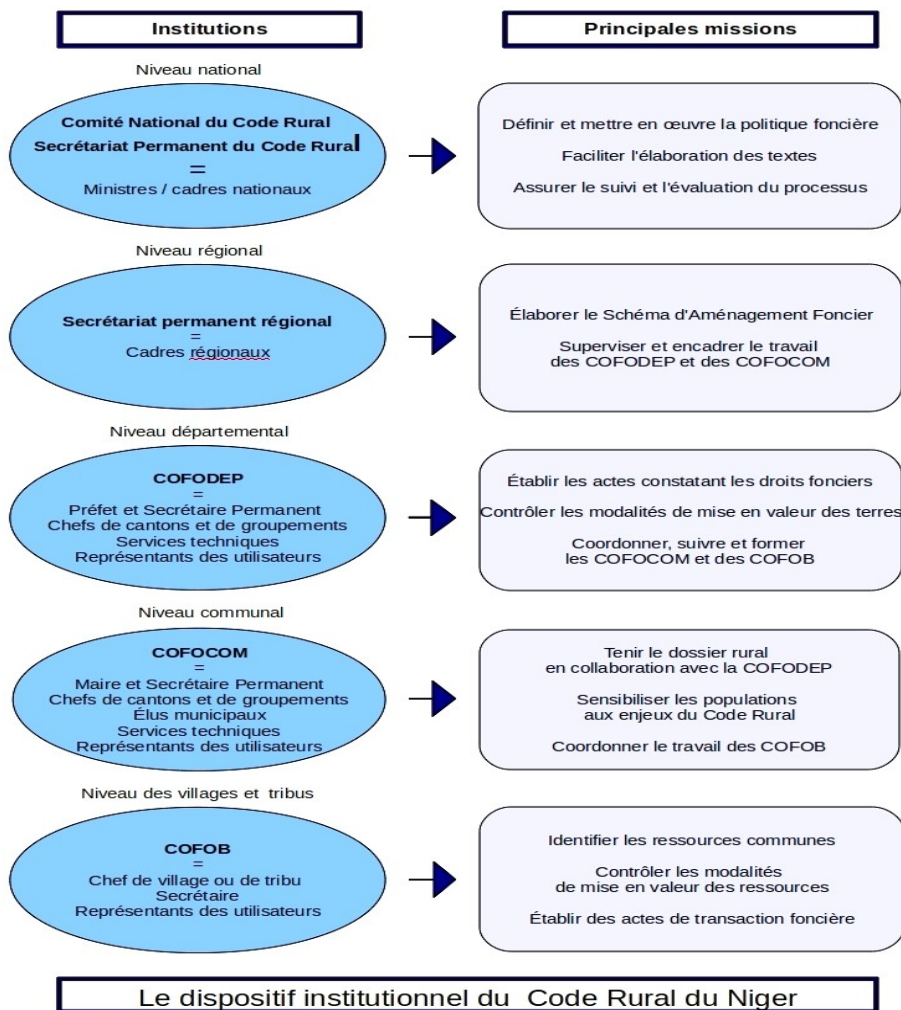 Institutions
Principales missions
Niveau national
Comité National du Code Rural
Secrétariat Permanent du Code Rural
=
Ministres / cadres nationaux
Définir et mettre en œuvre la politique foncière
Faciliter l'élaboration des textes
Assurer le suivi et l'évaluation du processus
Niveau régional
Secrétariat permanent régional
=
Cadres régionaux
Élaborer le Schéma d'Aménagement Foncier
Superviser et encadrer le travail
des COFODEP et des COFOCOM
Niveau départemental
COFODEP
=
Préfet et Secrétaire Permanent
Chefs de cantons et de groupements
Services techniques
Représentants des utilisateurs
Établir les actes constatant les droits fonciers
Contrôler les modalités de mise en valeur des terres
Coordonner, suivre et former
les COFOCOM et des COFOB
Niveau communal
COFOCOM
=
Maire et Secrétaire Permanent
Chefs de cantons et de groupements
Élus municipaux
Services techniques
Représentants des utilisateurs
Tenir le dossier rural
en collaboration avec la COFODEP
Sensibiliser les populations
aux enjeux du Code Rural
Coordonner le travail des COFOB
Niveau des villages et tribus
COFOB
=
Chef de village ou de tribu
Secrétaire
Représentants des utilisateurs
Identifier les ressources communes
Contrôler les modalités
de mise en valeur des ressources
Établir des actes de transaction foncière
Le dispositif institutionnel du Code Rural du Niger